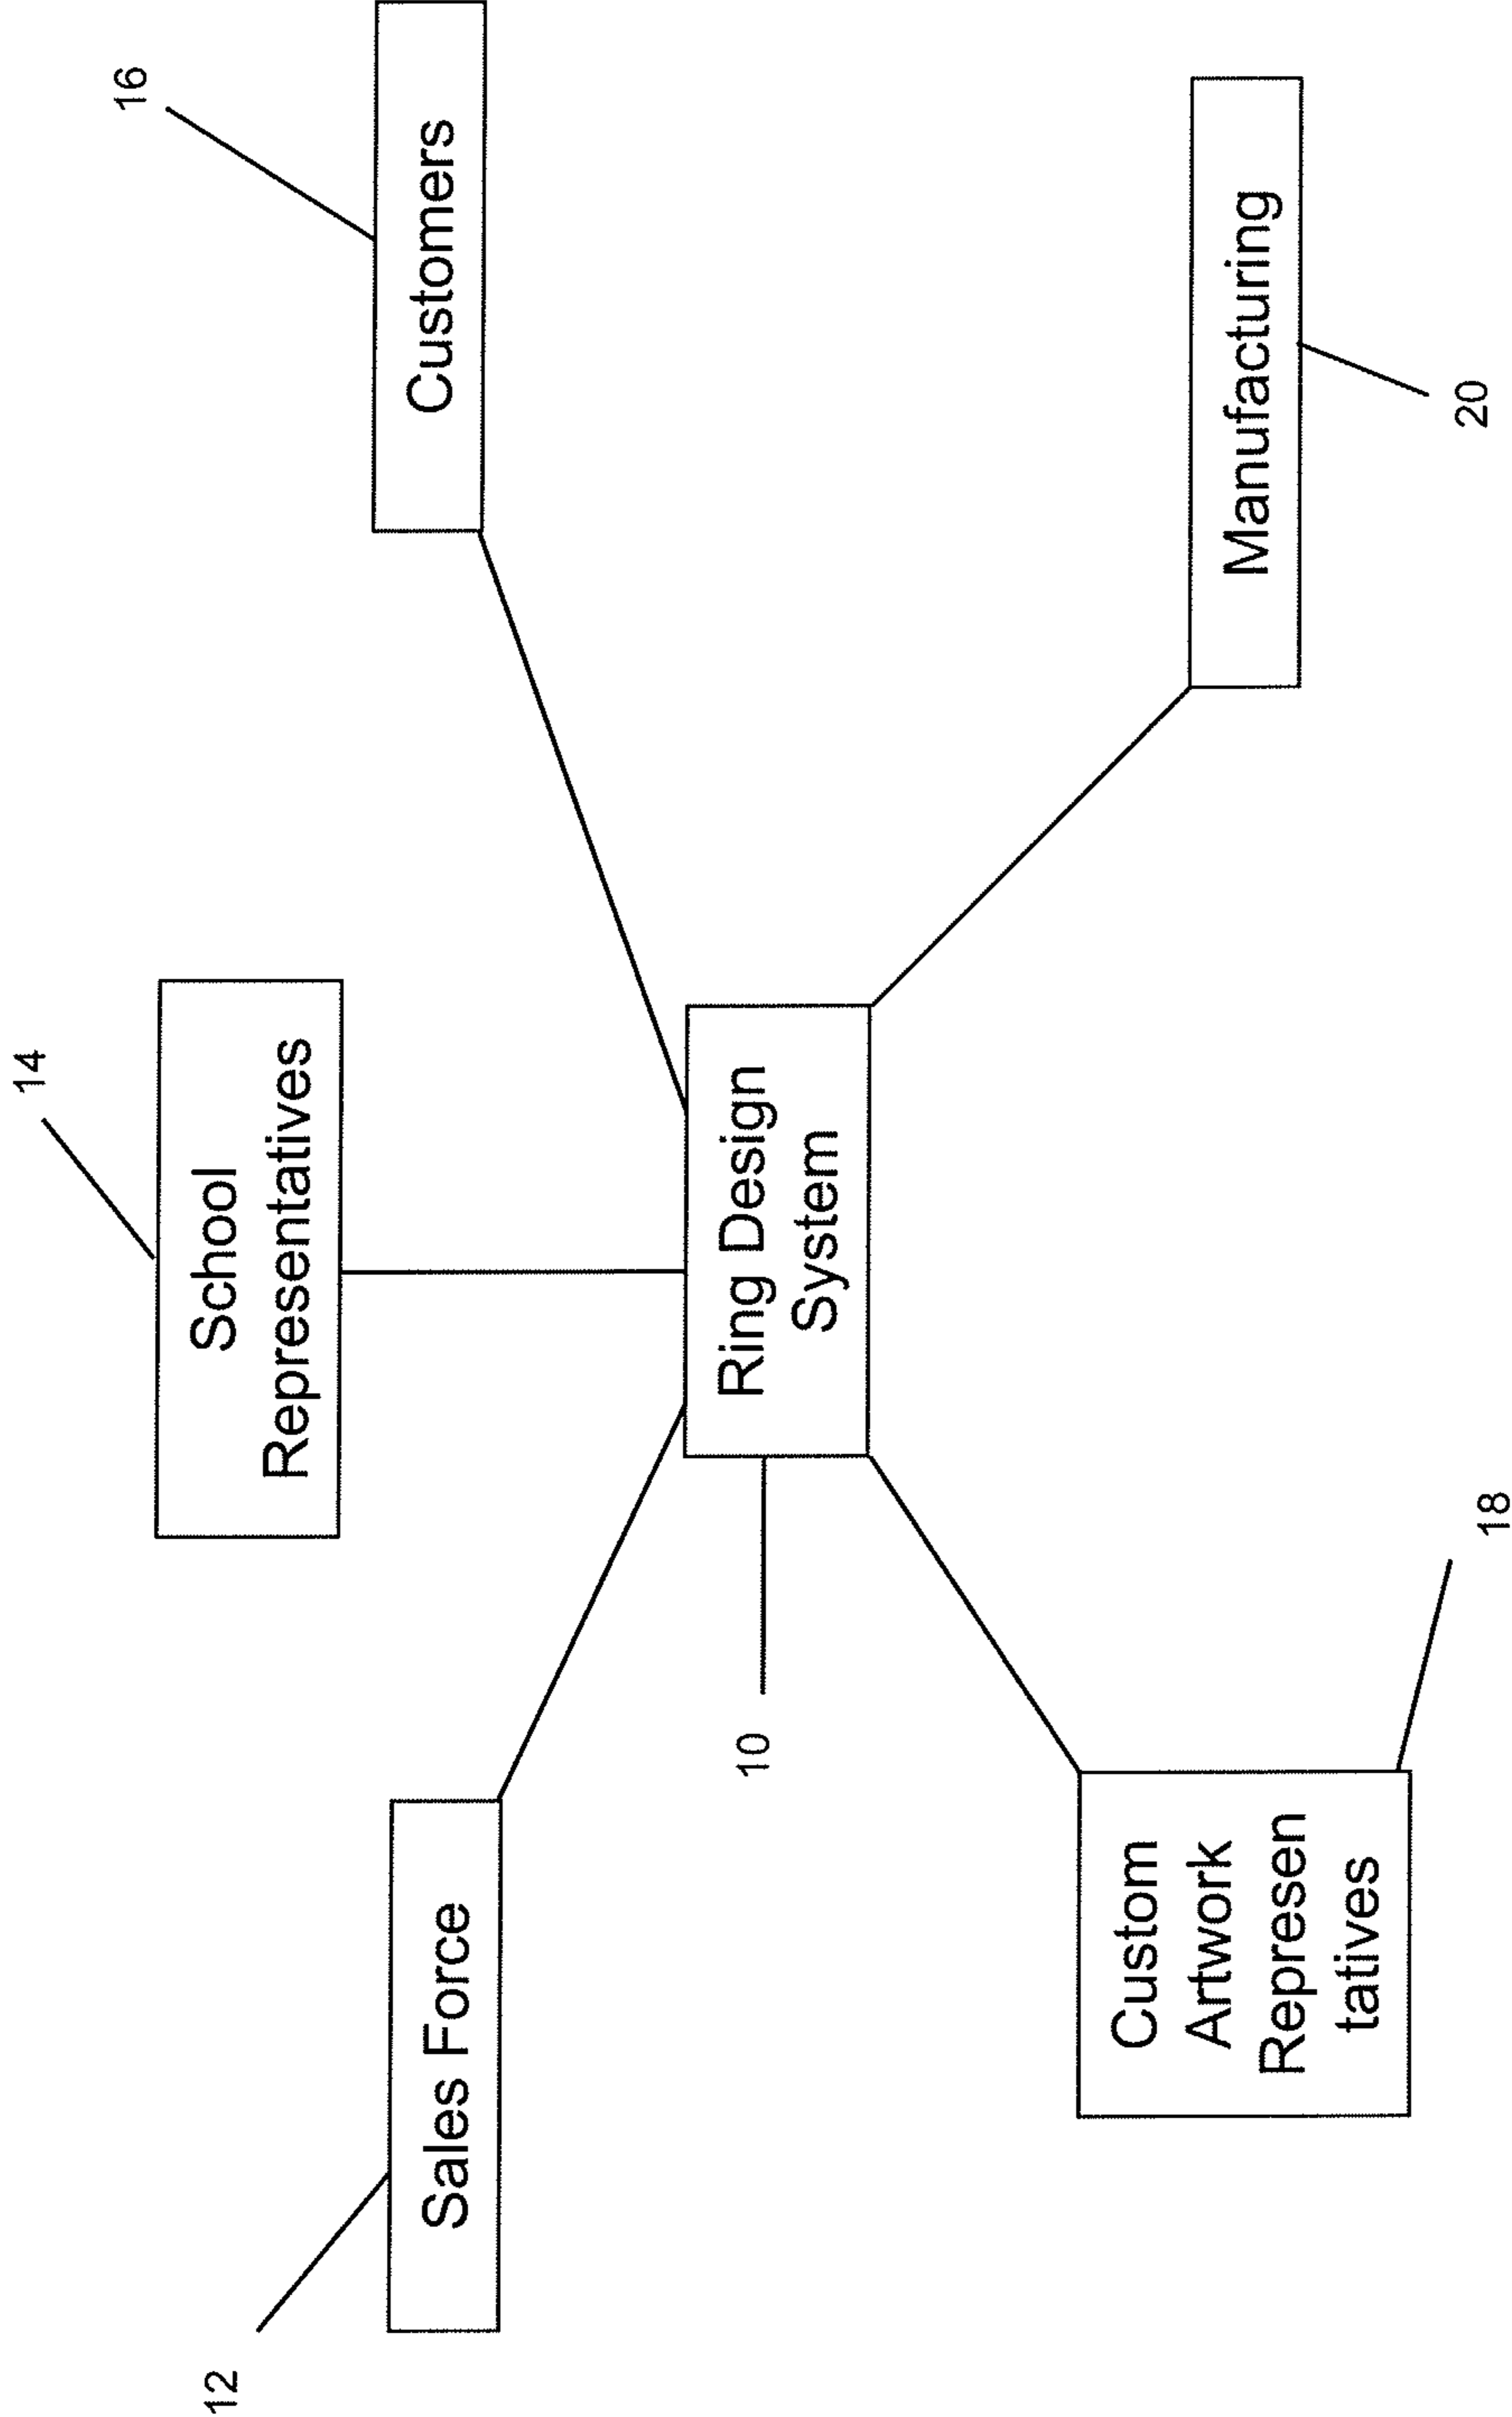 14
School
Representatives
16
Customers
12
Sales Force
Ring Design
System
10
Custom
Artwork
Represen
tatives
18
Manufacturing
20